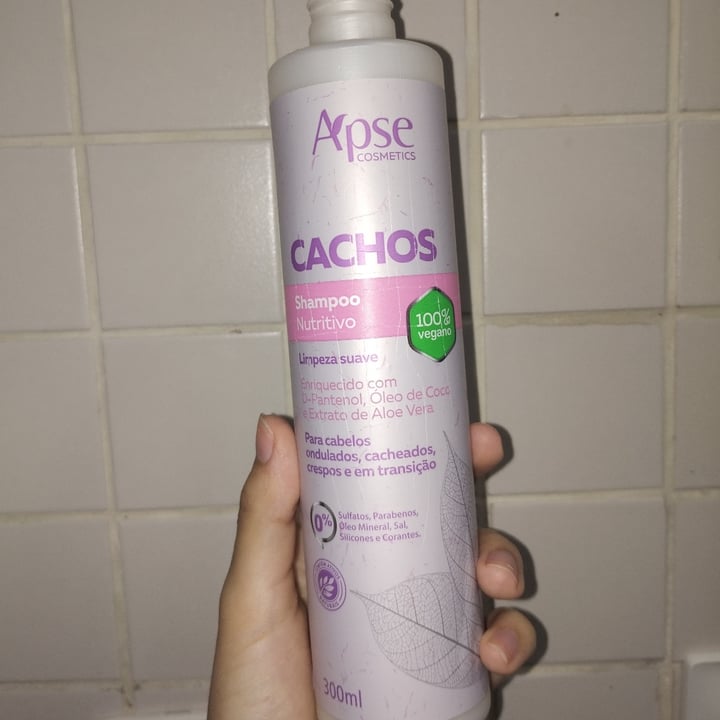 Apse
COSMETICS
CACHOS
Shampoo
Nutritivo
100%
vegano
Limpeza suave
Enriquecido com
D-Pantenol, Óleo de Coco
e Extrato de Aloe Vera
Para cabelos
ondulados, cacheados,
crespos e em transição
0%
Sulfatos, Parabenos,
Óleo Mineral, Sal,
Silicones e Corantes.
300ml